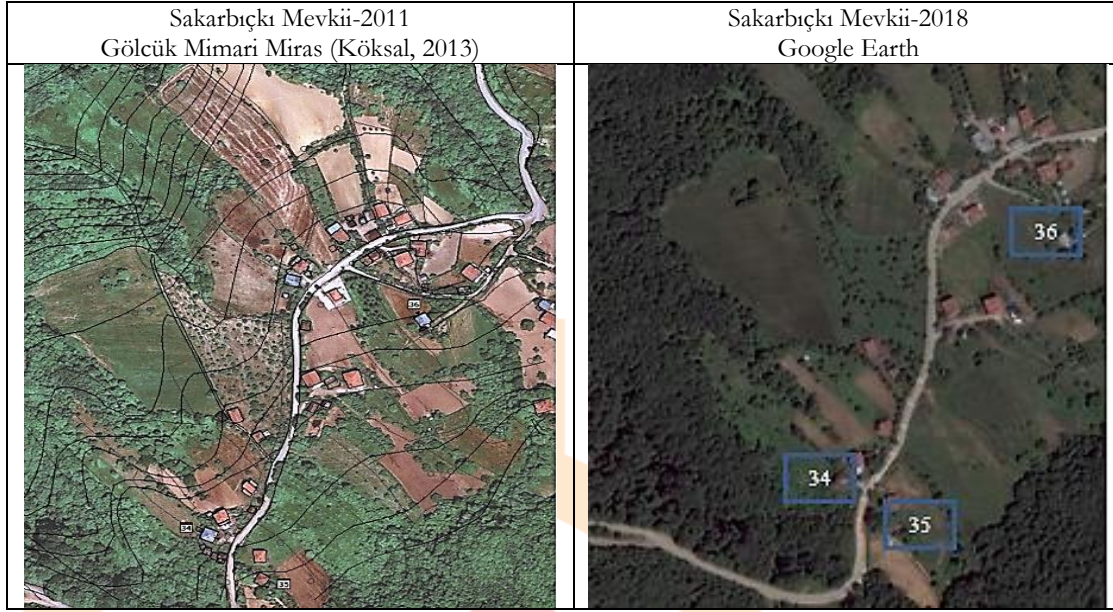 Sakarbıçkı Mevkii-2011
Gölcük Mimari Miras (Köksal, 2013)
Sakarbıçkı Mevkii-2018
Google Earth
36
34
35
36
34
35